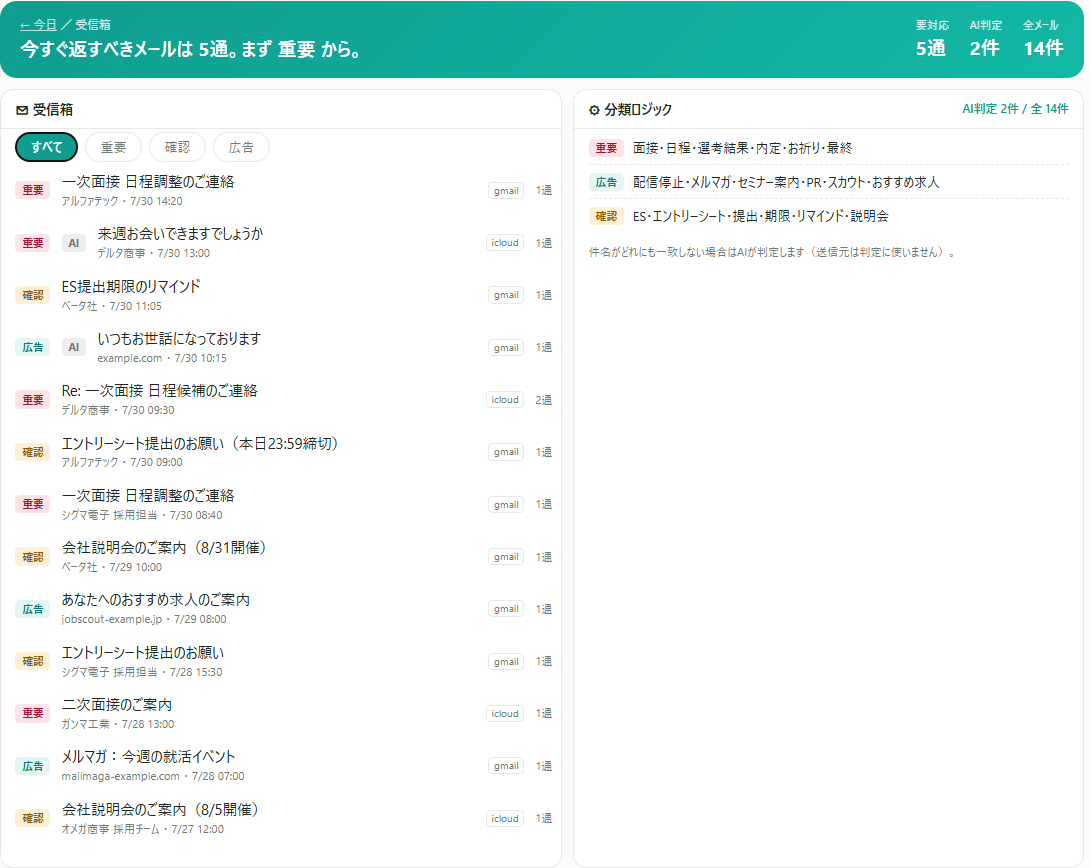 ← 今日 ／ 受信箱
今すぐ返すべきメールは 5通。まず 重要 から。
要対応 AI判定 全メール
5通 2件 14件
受信箱
すべて 重要 確認 広告
重要 一次面接 日程調整のご連絡 gmail 1通
アルファテック・7/30 14:20
重要 AI 来週お会いできますでしょうか icloud 1通
デルタ商事・7/30 13:00
確認 ES提出期限のリマインド gmail 1通
ベータ社・7/30 11:05
広告 AI いつもお世話になっております gmail 1通
example.com・7/30 10:15
重要 Re: 一次面接 日程候補のご連絡 icloud 2通
デルタ商事・7/30 09:30
確認 エントリーシート提出のお願い（本日23:59締切） gmail 1通
アルファテック・7/30 09:00
重要 一次面接 日程調整のご連絡 gmail 1通
シグマ電子 採用担当・7/30 08:40
確認 会社説明会のご案内（8/31開催） gmail 1通
ベータ社・7/29 10:00
広告 あなたへのおすすめ求人のご案内 gmail 1通
jobscout-example.jp・7/29 08:00
確認 エントリーシート提出のお願い gmail 1通
シグマ電子 採用担当・7/28 15:30
重要 二次面接のご案内 icloud 1通
ガンマ工業・7/28 13:00
広告 メルマガ：今週の就活イベント gmail 1通
mailmaga-example.com・7/28 07:00
確認 会社説明会のご案内（8/5開催） icloud 1通
オメガ商事 採用チーム・7/27 12:00
分類ロジック AI判定 2件 / 全 14件
重要 面接・日程・選考結果・内定・お祈り・最終
広告 配信停止・メルマガ・セミナー案内・PR・スカウト・おすすめ求人
確認 ES・エントリーシート・提出・期限・リマインド・説明会
件名がどれにも一致しない場合はAIが判定します（送信元は判定に使いません）。